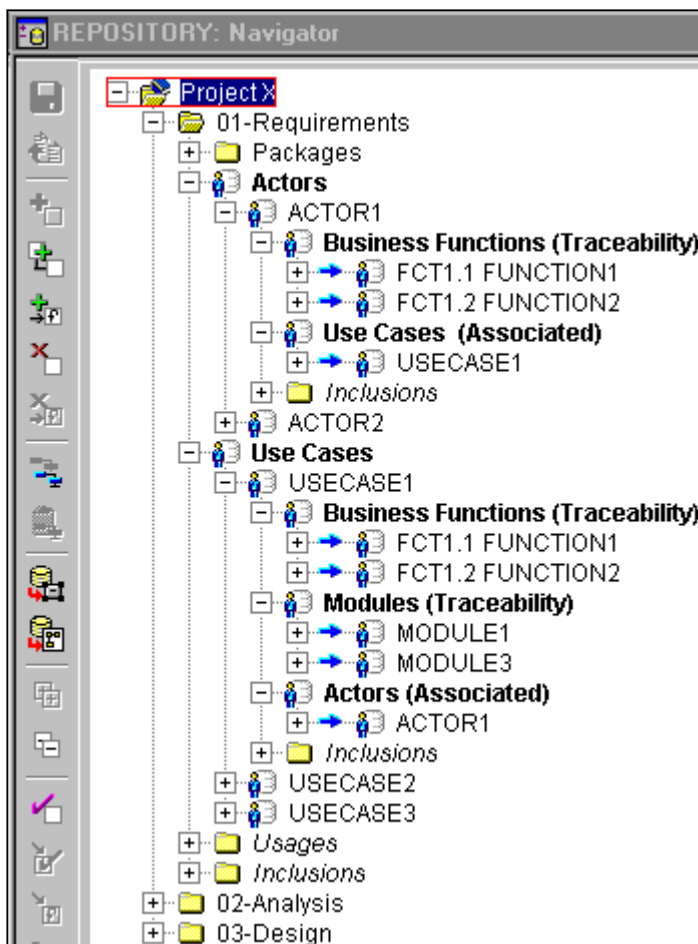 REPOSITORY: Navigator
Project X
01-Requirements
Packages
Actors
ACTOR1
Business Functions (Traceability)
FCT1.1 FUNCTION1
FCT1.2 FUNCTION2
Use Cases (Associated)
USECASE1
Inclusions
ACTOR2
Use Cases
USECASE1
Business Functions (Traceability)
FCT1.1 FUNCTION1
FCT1.2 FUNCTION2
Modules (Traceability)
MODULE1
MODULE3
Actors (Associated)
ACTOR1
Inclusions
USECASE2
USECASE3
Usages
Inclusions
02-Analysis
03-Design